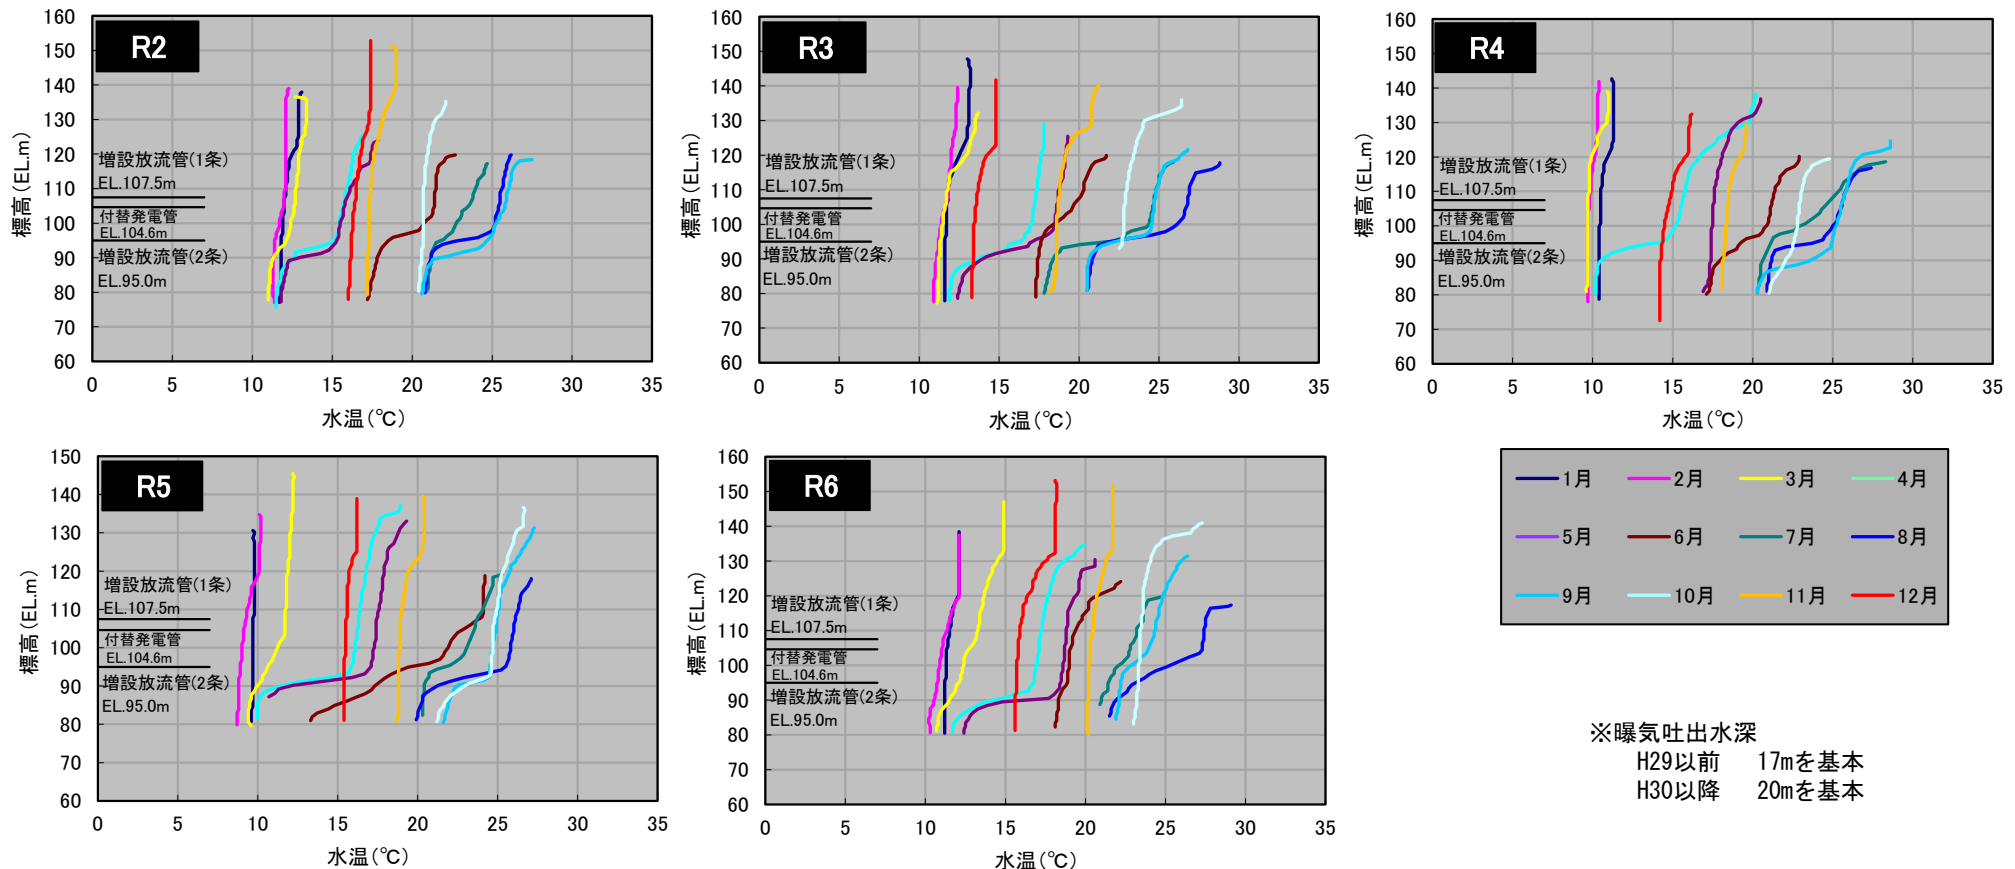 R2
160
150
140
130
120
110
100
90
80
70
60
標高(EL.m)
増設放流管(1条)
EL.107.5m
付替発電管
EL.104.6m
増設放流管(2条)
EL.95.0m
0 5 10 15 20 25 30 35
水温(℃)
R3
160
150
140
130
120
110
100
90
80
70
60
標高(EL.m)
増設放流管(1条)
EL.107.5m
付替発電管
EL.104.6m
増設放流管(2条)
EL.95.0m
0 5 10 15 20 25 30 35
水温(℃)
R4
160
150
140
130
120
110
100
90
80
70
60
標高(EL.m)
増設放流管(1条)
EL.107.5m
付替発電管
EL.104.6m
増設放流管(2条)
EL.95.0m
0 5 10 15 20 25 30 35
水温(℃)
R5
150
140
130
120
110
100
90
80
70
60
標高(EL.m)
増設放流管(1条)
EL.107.5m
付替発電管
EL.104.6m
増設放流管(2条)
EL.95.0m
0 5 10 15 20 25 30 35
水温(℃)
R6
160
150
140
130
120
110
100
90
80
70
60
標高(EL.m)
増設放流管(1条)
EL.107.5m
付替発電管
EL.104.6m
増設放流管(2条)
EL.95.0m
0 5 10 15 20 25 30 35
水温(℃)
1月 2月 3月 4月
5月 6月 7月 8月
9月 10月 11月 12月
※曝気吐出水深
H29以前 17mを基本
H30以降 20mを基本